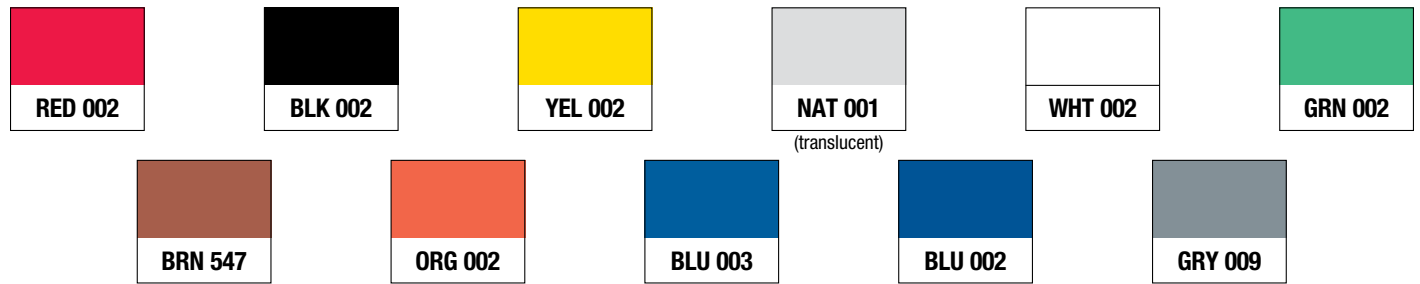 RED 002
BLK 002
YEL 002
NAT 001
(translucent)
WHT 002
GRN 002
BRN 547
ORG 002
BLU 003
BLU 002
GRY 009